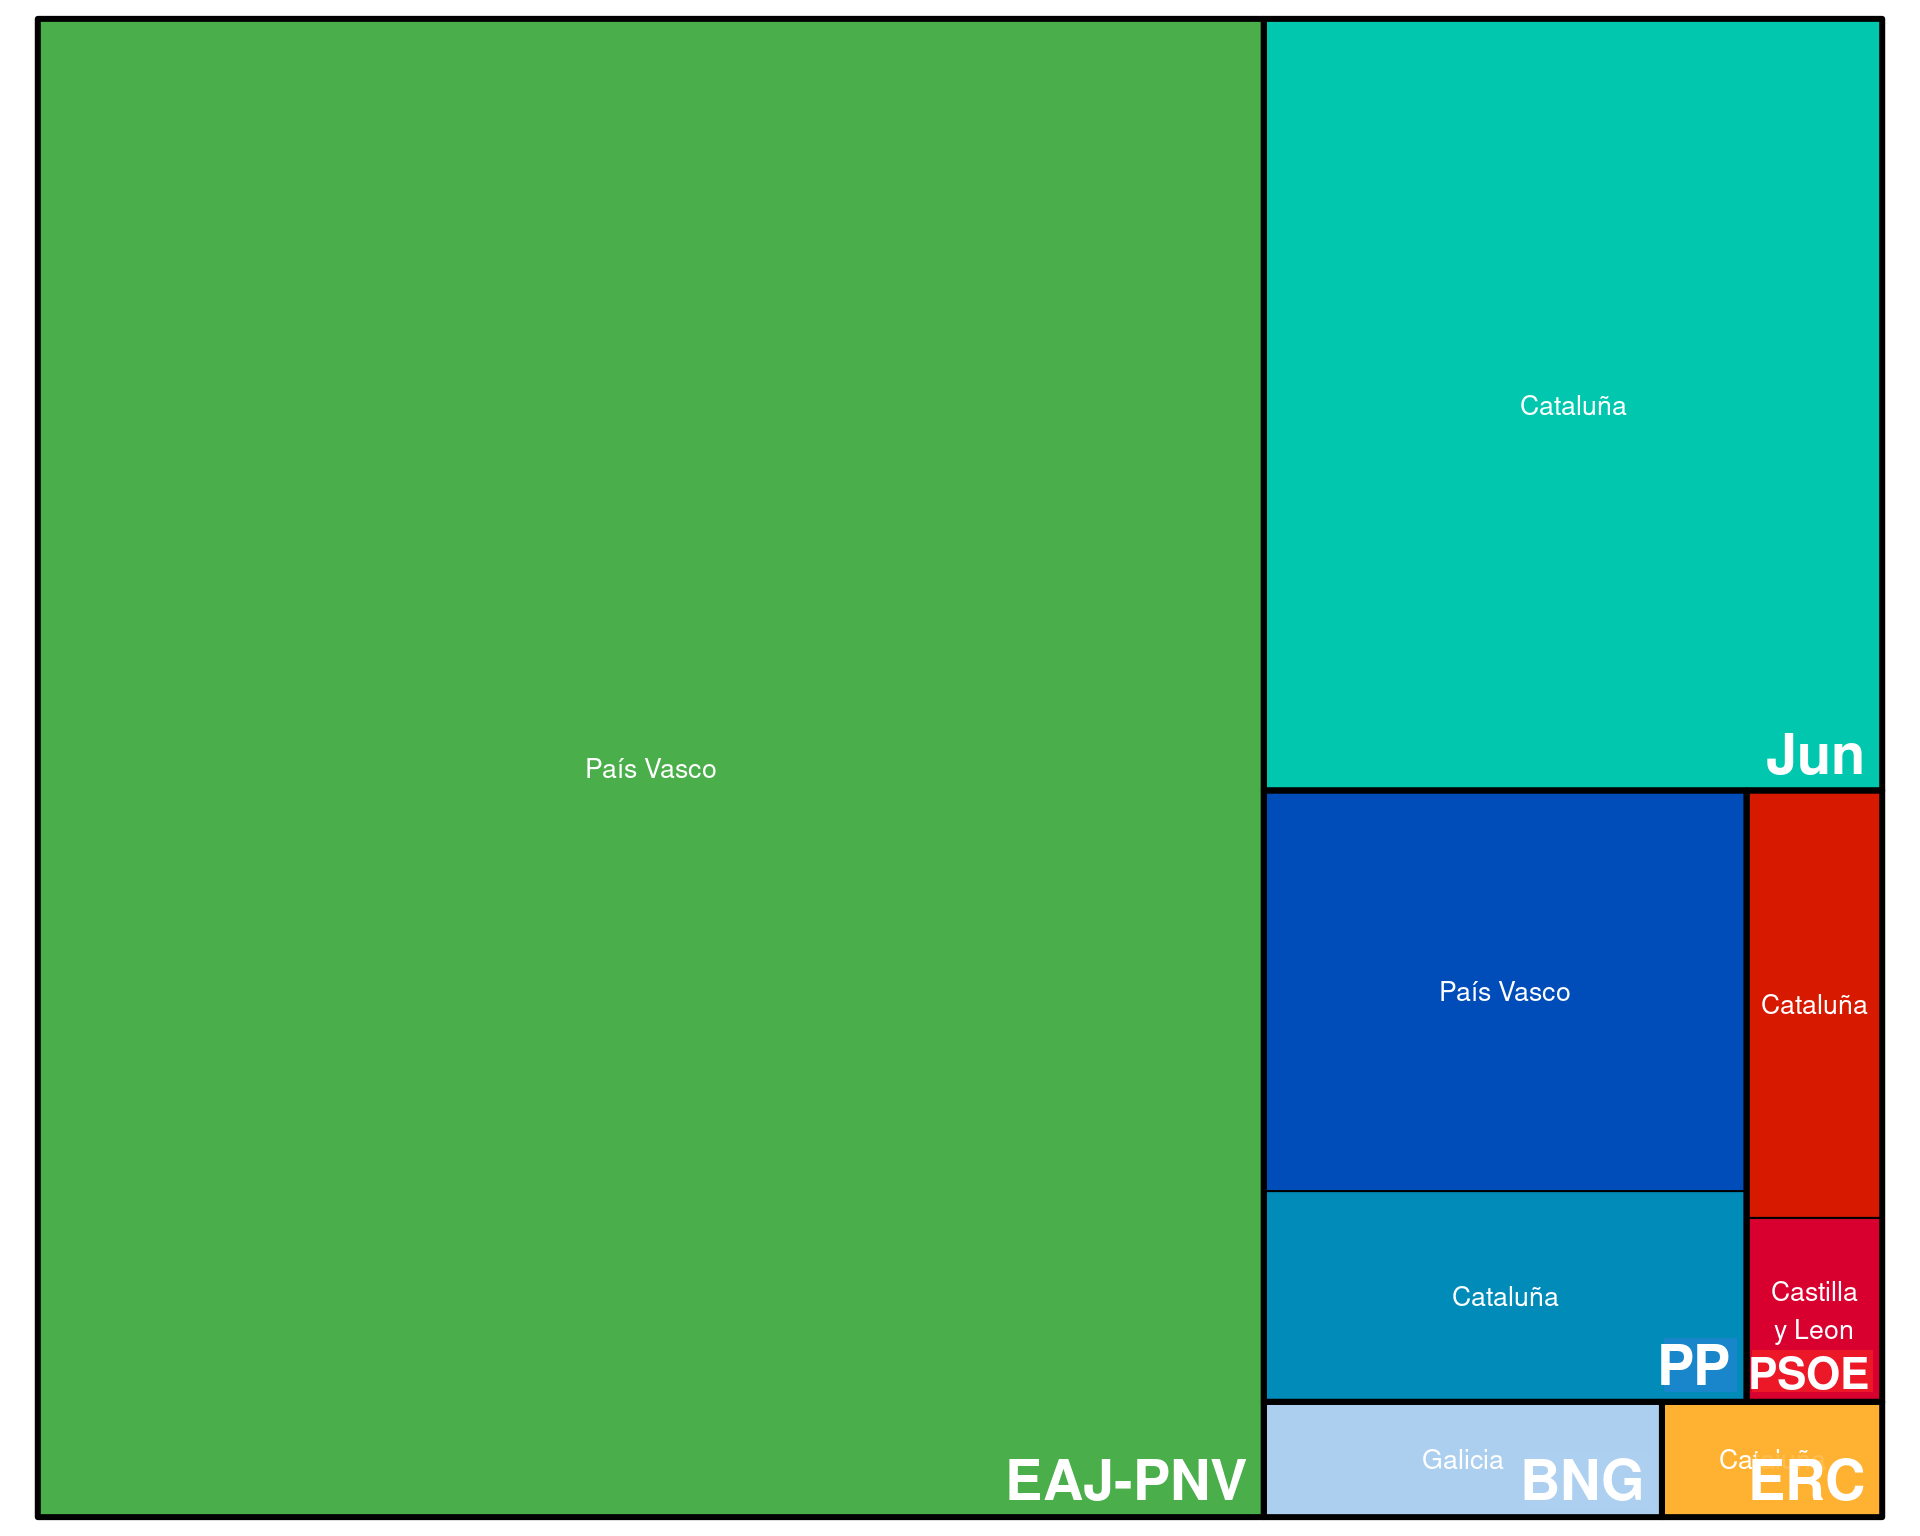 País Vasco
EAJ-PNV
Cataluña
Jun
País Vasco
Cataluña
PP
Cataluña
Castilla
y Leon
PSOE
Galicia
BNG
ERC